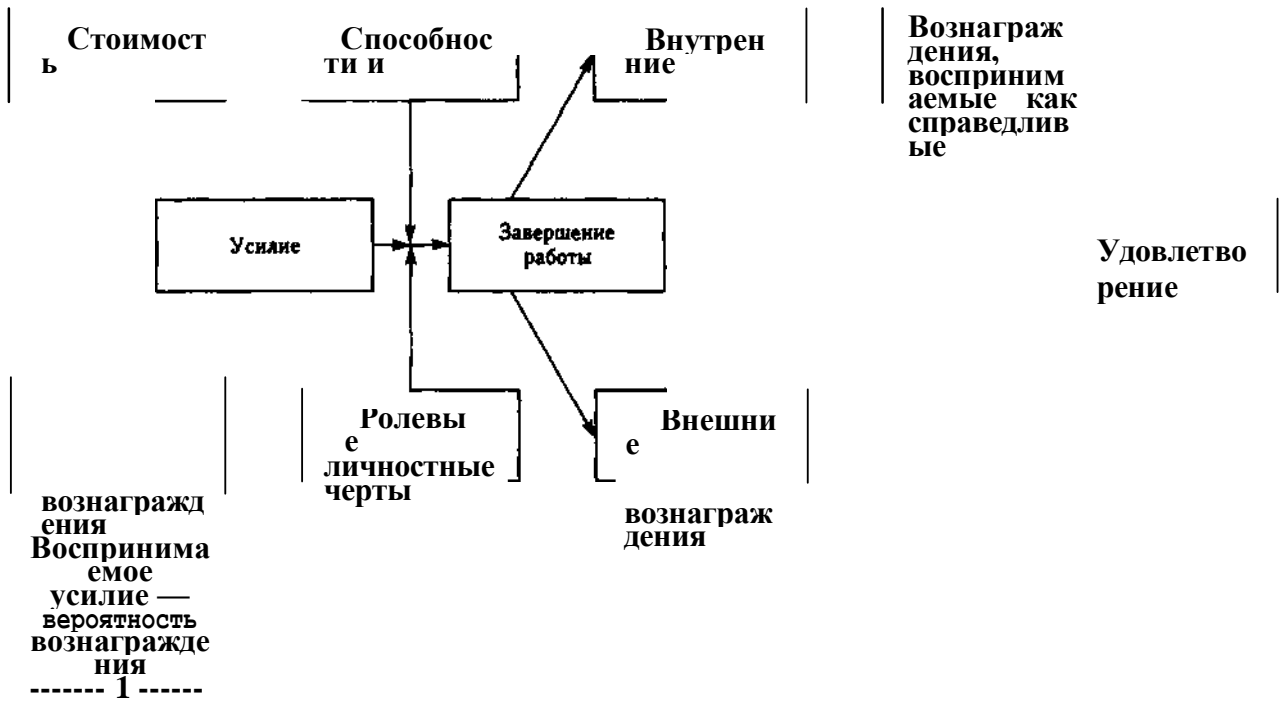 Стоимост
ь
Способнос
ти и
Внутрен
ние
Вознаграж
дения,
восприним
аемые как
справедлив
ые
Усилие
Завершение
работы
Удовлетво
рение
Ролевы
е
личностные
черты
Внешни
е
вознаграж
дения
вознагражд
ения
Воспринима
емое
усилие —
вероятность
вознагражде
ния
------- 1 ------